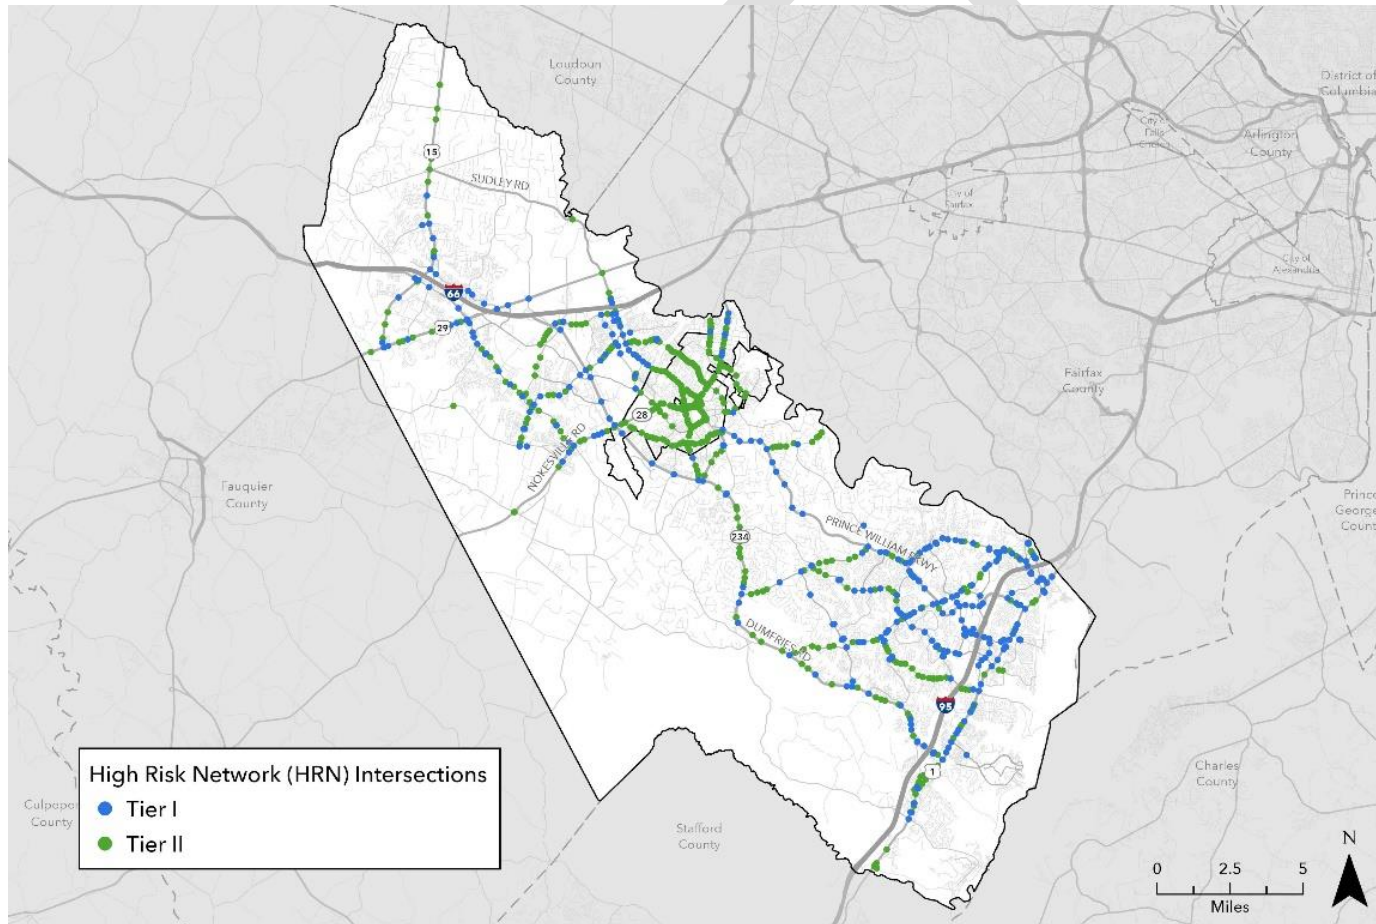 Loudoun
County
District of
Columbia
City of
Falls
Church
Arlington
County
15
SUDLEY RD
City of
Fairfax
City of
Alexandria
66
29
Fairfax
County
28
NOKESVILLE RD
Fauquier
County
Prince
George
Count
234
PRINCE WILLIAM PKWY
DUMFRIES RD
95
1
Charles
County
High Risk Network (HRN) Intersections
Tier I
Tier II
Culpeper
County
Stafford
County
N
0 2.5 5
Miles